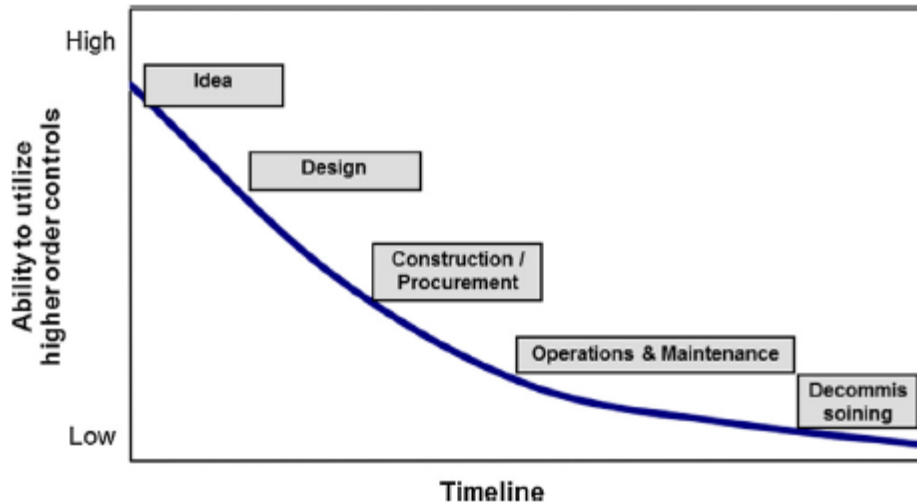 High
Idea
Design
Ability to utilize
higher order controls
Construction /
Procurement
Operations & Maintenance
Decommis
soining
Low
Timeline